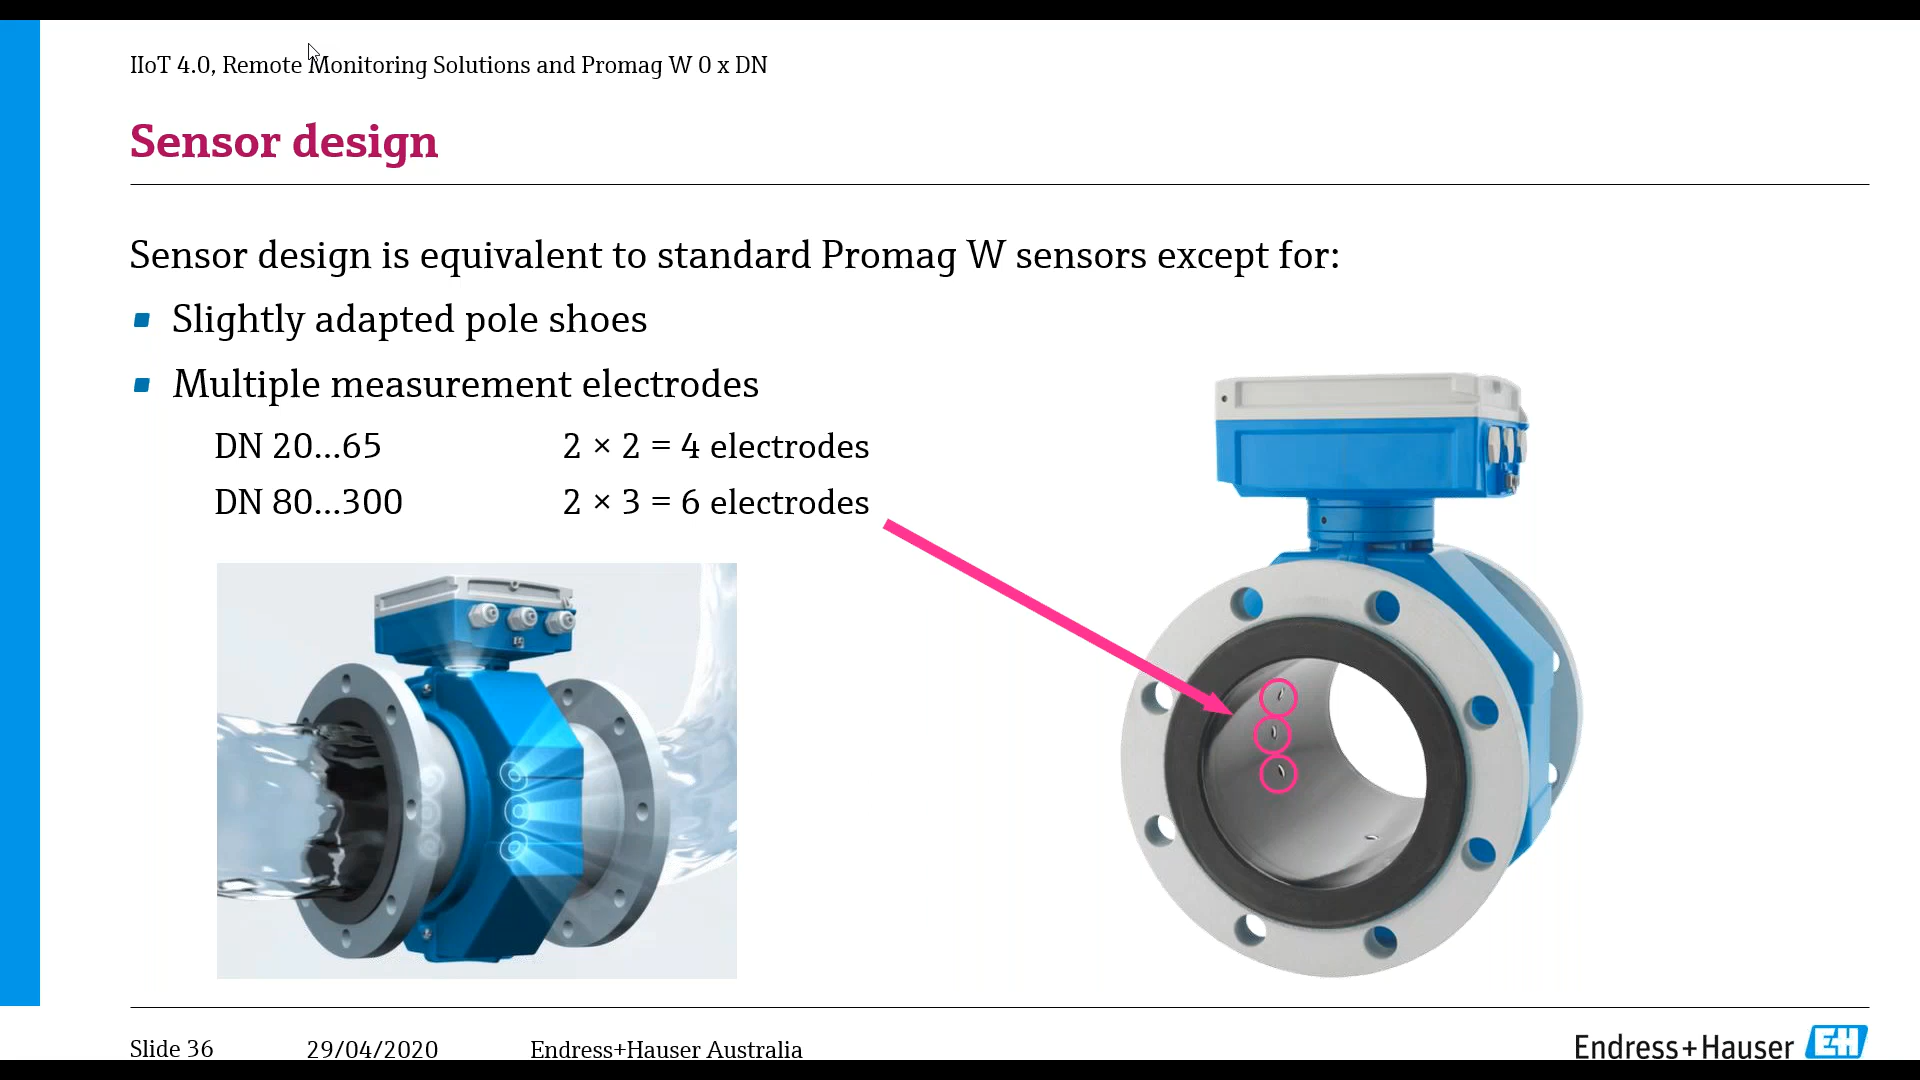 IIoT 4.0, Remote Monitoring Solutions and Promag W 0 x DN
Sensor design
Sensor design is equivalent to standard Promag W sensors except for:
Slightly adapted pole shoes
Multiple measurement electrodes
DN 20...65 2 × 2 = 4 electrodes
DN 80...300 2 × 3 = 6 electrodes
Slide 36 29/04/2020 Endress+Hauser Australia
Endress+Hauser EH